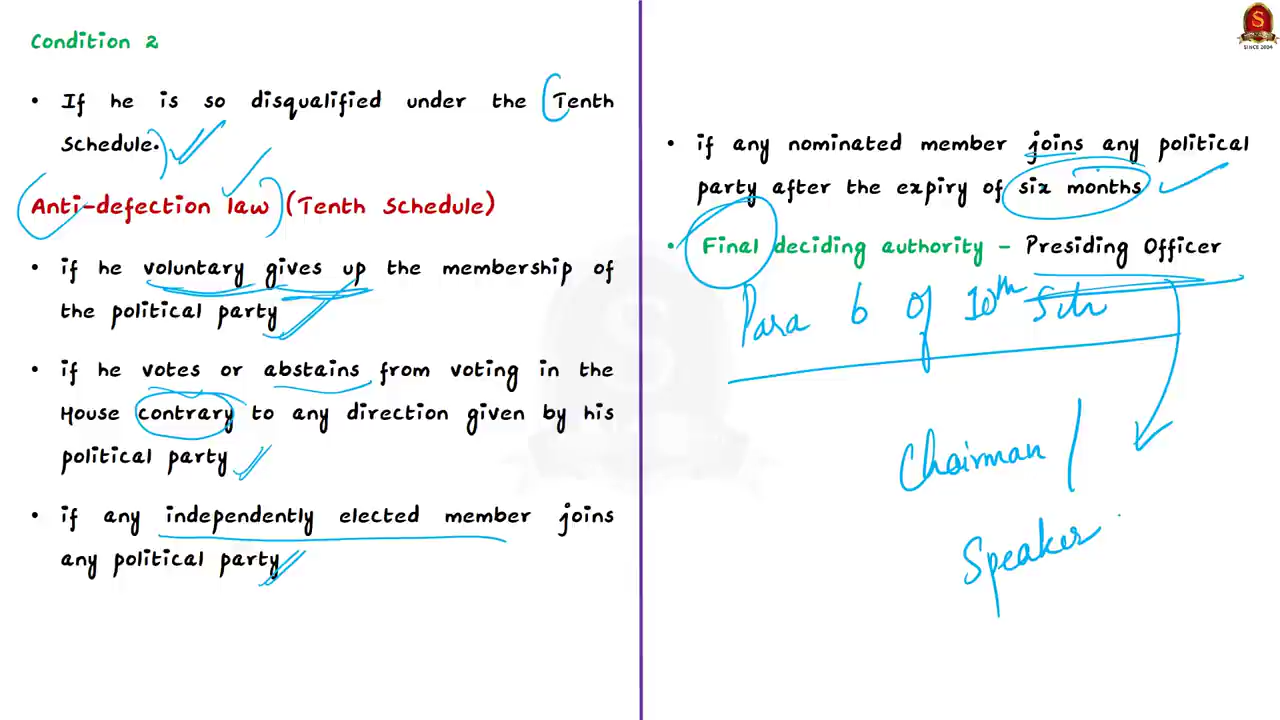 Condition 2
• If he is so disqualified under the Tenth
Schedule.
Anti-defection law (Tenth Schedule)
• if he voluntary gives up the membership of
the political party
• if he votes or abstains from voting in the
House contrary to any direction given by his
political party
• if any independently elected member joins
any political party
• if any nominated member joins any political
party after the expiry of six months
• Final deciding authority – Presiding Officer
Para 6 of 10th Sch
Chairman /
Speaker
S
SINCE 2004